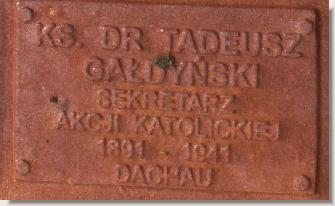 KS. DR TADEUSZ
GAŁDYŃSKI
SEKRETARZ
AKCJI KATOLICKIEJ
1891 - 1941
DACHAU